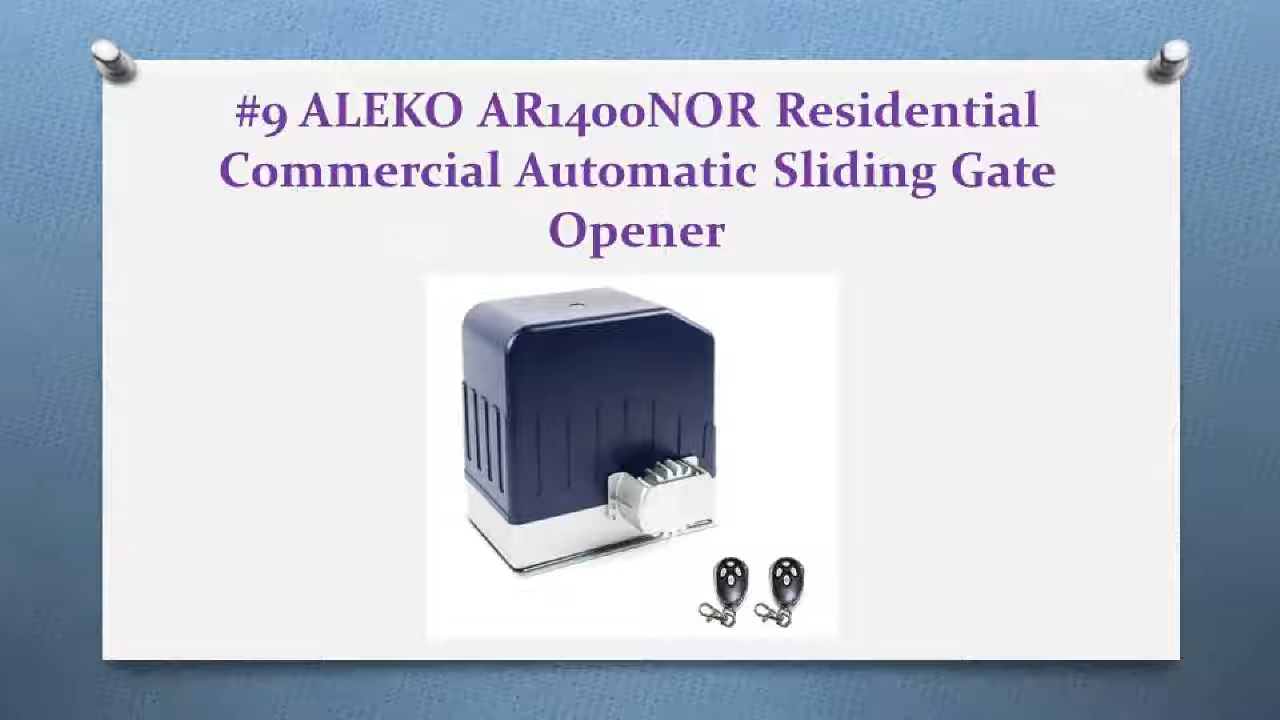 #9 ALEKO AR1400NOR Residential
Commercial Automatic Sliding Gate
Opener